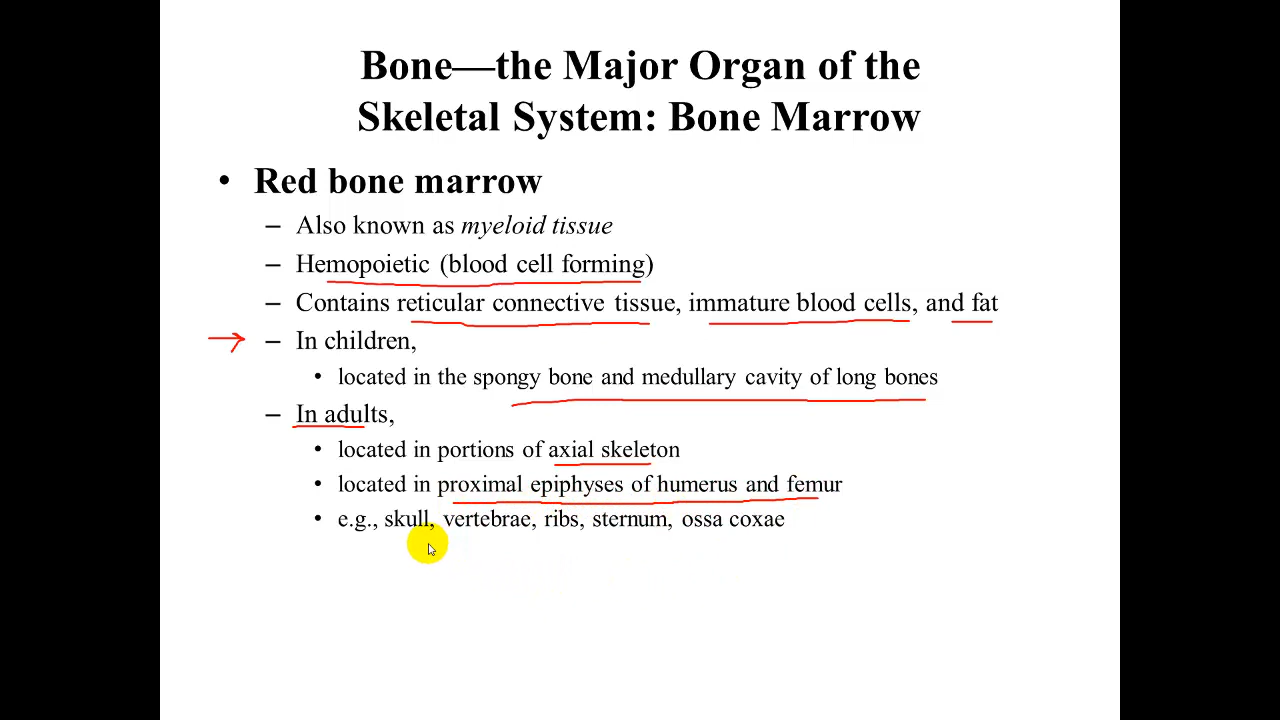 Bone—the Major Organ of the
Skeletal System: Bone Marrow
• Red bone marrow
– Also known as myeloid tissue
– Hemopoietic (blood cell forming)
– Contains reticular connective tissue, immature blood cells, and fat
– In children,
• located in the spongy bone and medullary cavity of long bones
– In adults,
• located in portions of axial skeleton
• located in proximal epiphyses of humerus and femur
• e.g., skull, vertebrae, ribs, sternum, ossa coxae